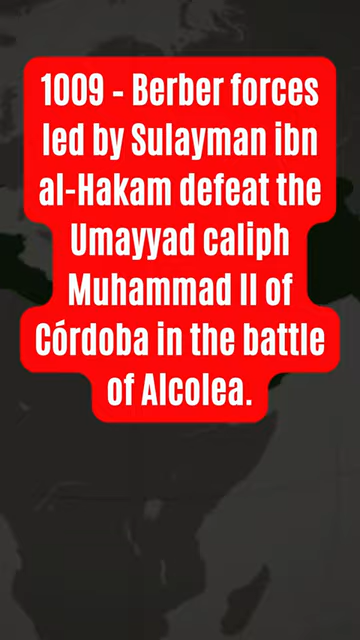 1009 - Berber forces
led by Sulayman ibn
al-Hakam defeat the
Umayyad caliph
Muhammad II of
Córdoba in the battle
of Alcolea.